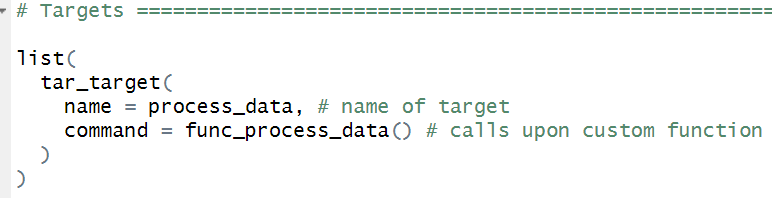 # Targets =====================================================
list(
  tar_target(
    name = process_data, # name of target
    command = func_process_data() # calls upon custom function
  )
)